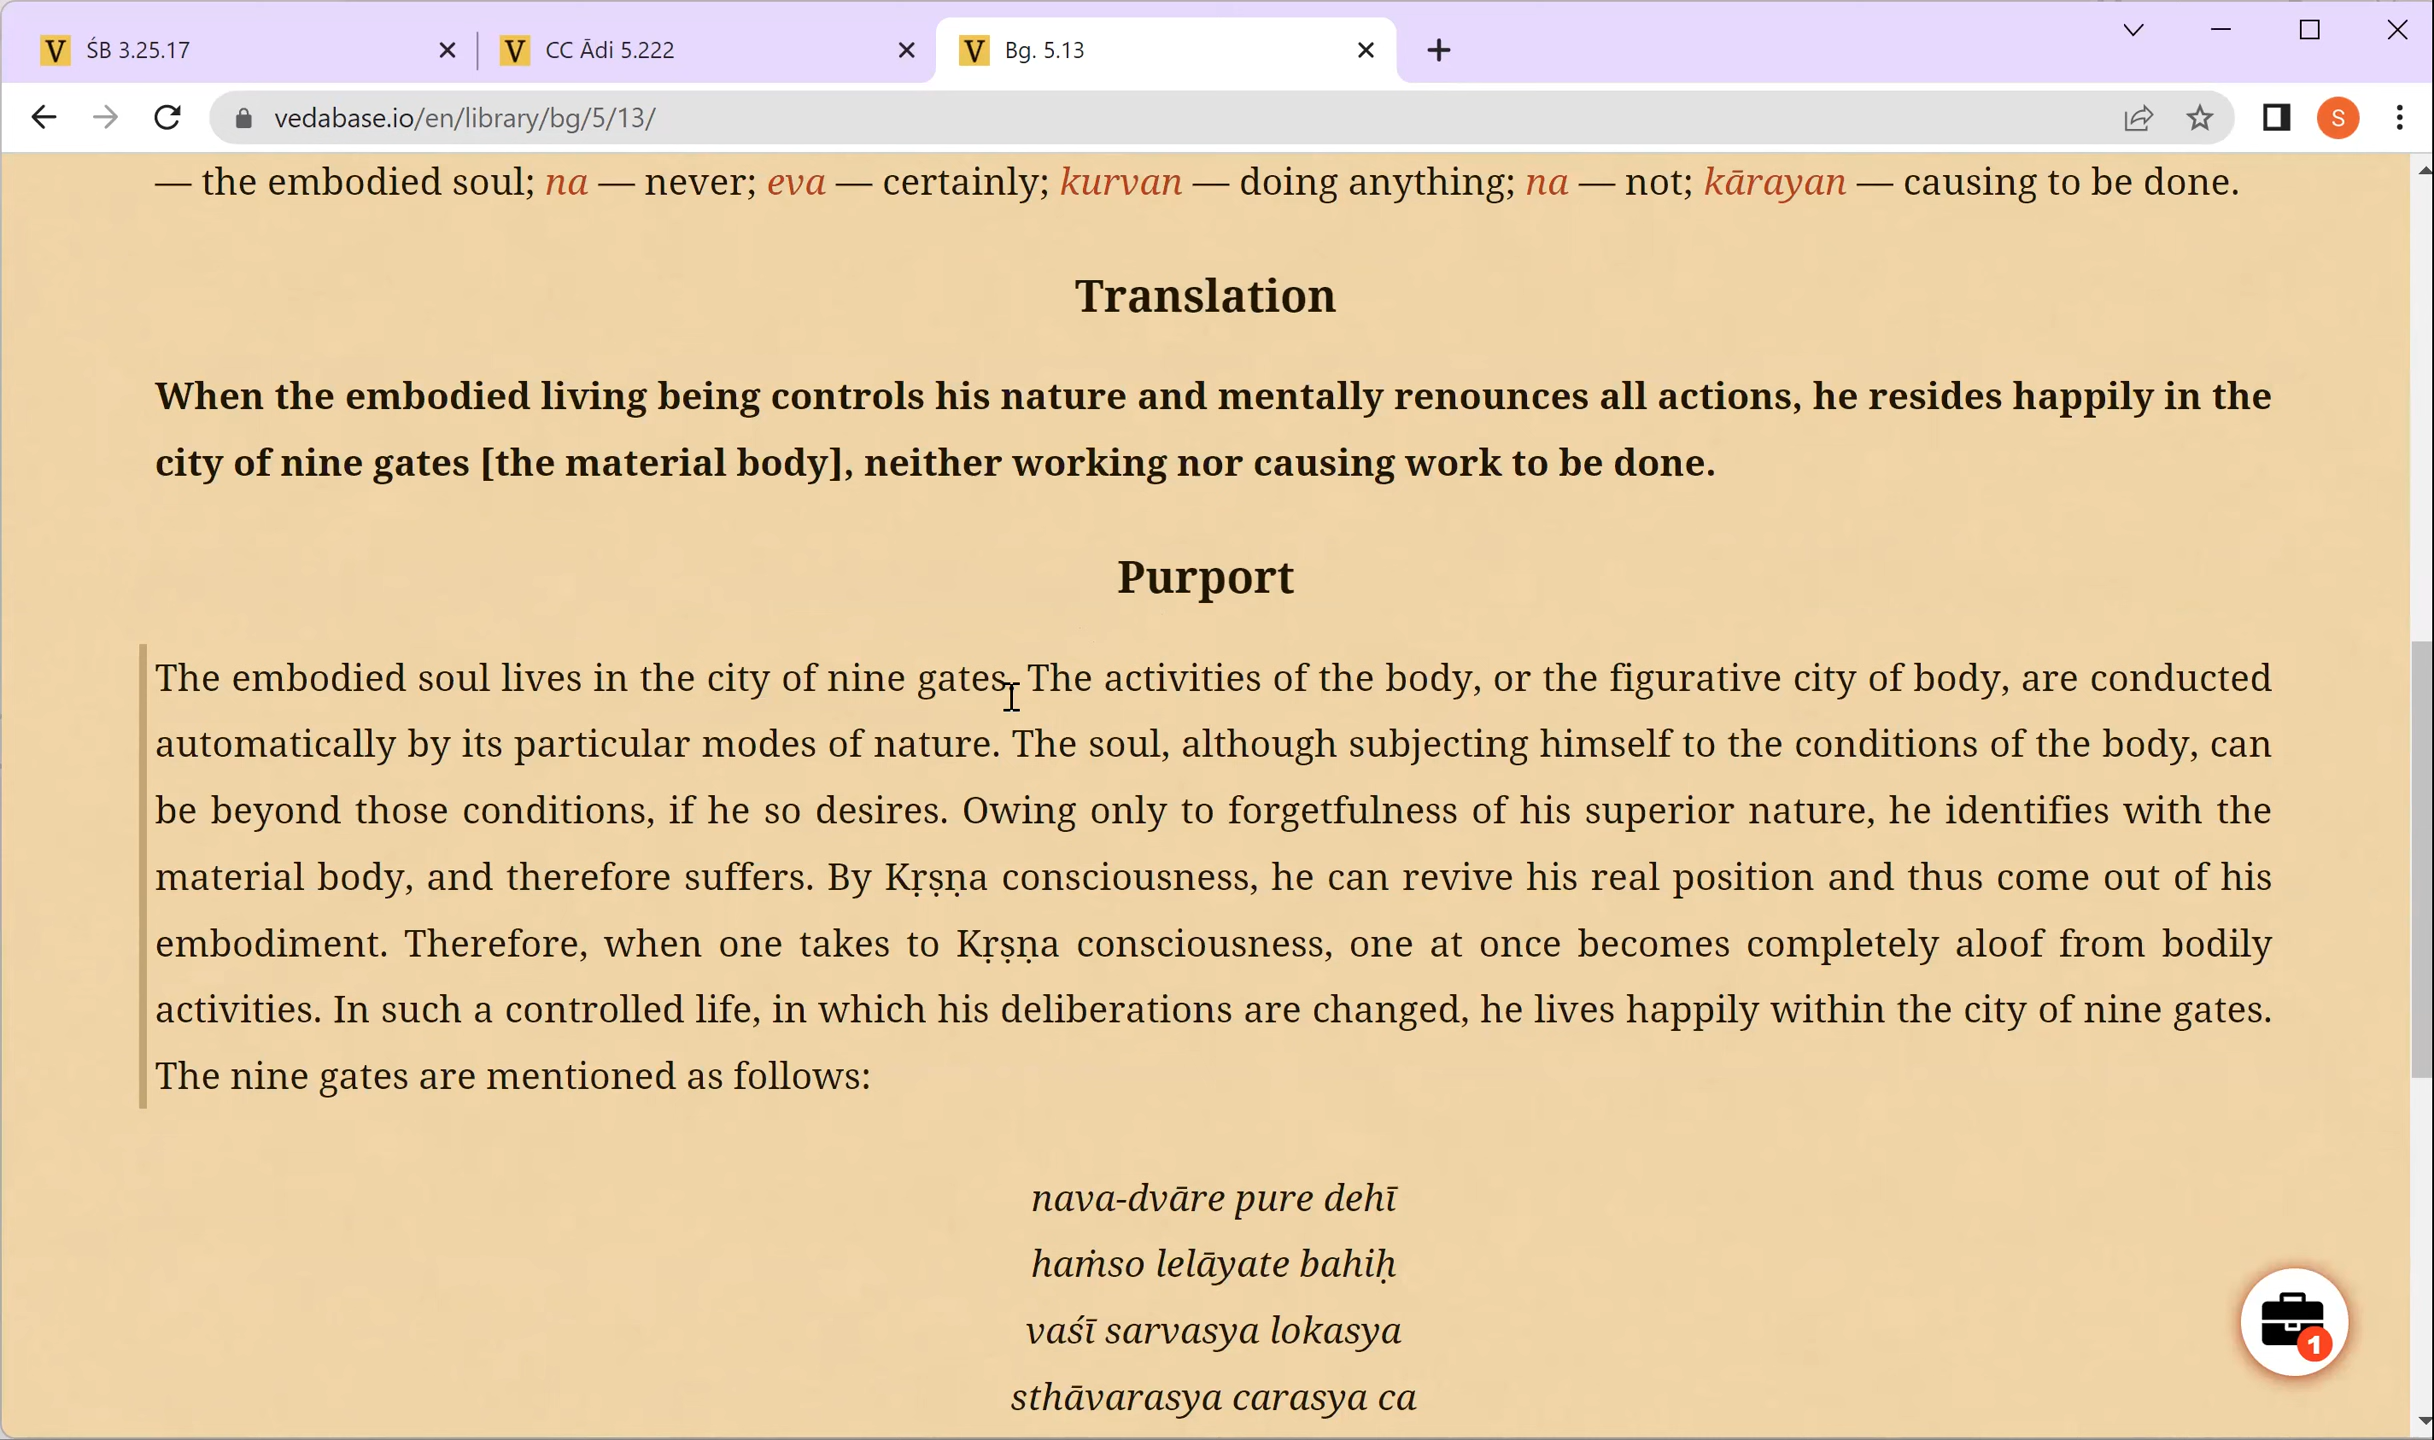 ŚB 3.25.17
CC Ādi 5.222
Bg. 5.13
vedabase.io/en/library/bg/5/13/
S
— the embodied soul; na — never; eva — certainly; kurvan — doing anything; na — not; kārayan — causing to be done.
Translation
When the embodied living being controls his nature and mentally renounces all actions, he resides happily in the
city of nine gates [the material body], neither working nor causing work to be done.
Purport
The embodied soul lives in the city of nine gates. The activities of the body, or the figurative city of body, are conducted
automatically by its particular modes of nature. The soul, although subjecting himself to the conditions of the body, can
be beyond those conditions, if he so desires. Owing only to forgetfulness of his superior nature, he identifies with the
material body, and therefore suffers. By Kṛṣṇa consciousness, he can revive his real position and thus come out of his
embodiment. Therefore, when one takes to Kṛṣṇa consciousness, one at once becomes completely aloof from bodily
activities. In such a controlled life, in which his deliberations are changed, he lives happily within the city of nine gates.
The nine gates are mentioned as follows:
nava-dvāre pure dehī
haṁso lelāyate bahiḥ
vaśī sarvasya lokasya
sthāvarasya carasya ca
1